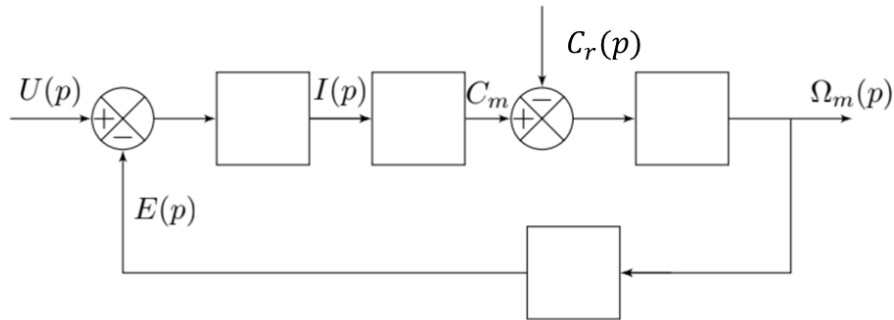 C_r(p)
U(p)
I(p)
C_m
Ω_m(p)
+
−
+
−
E(p)